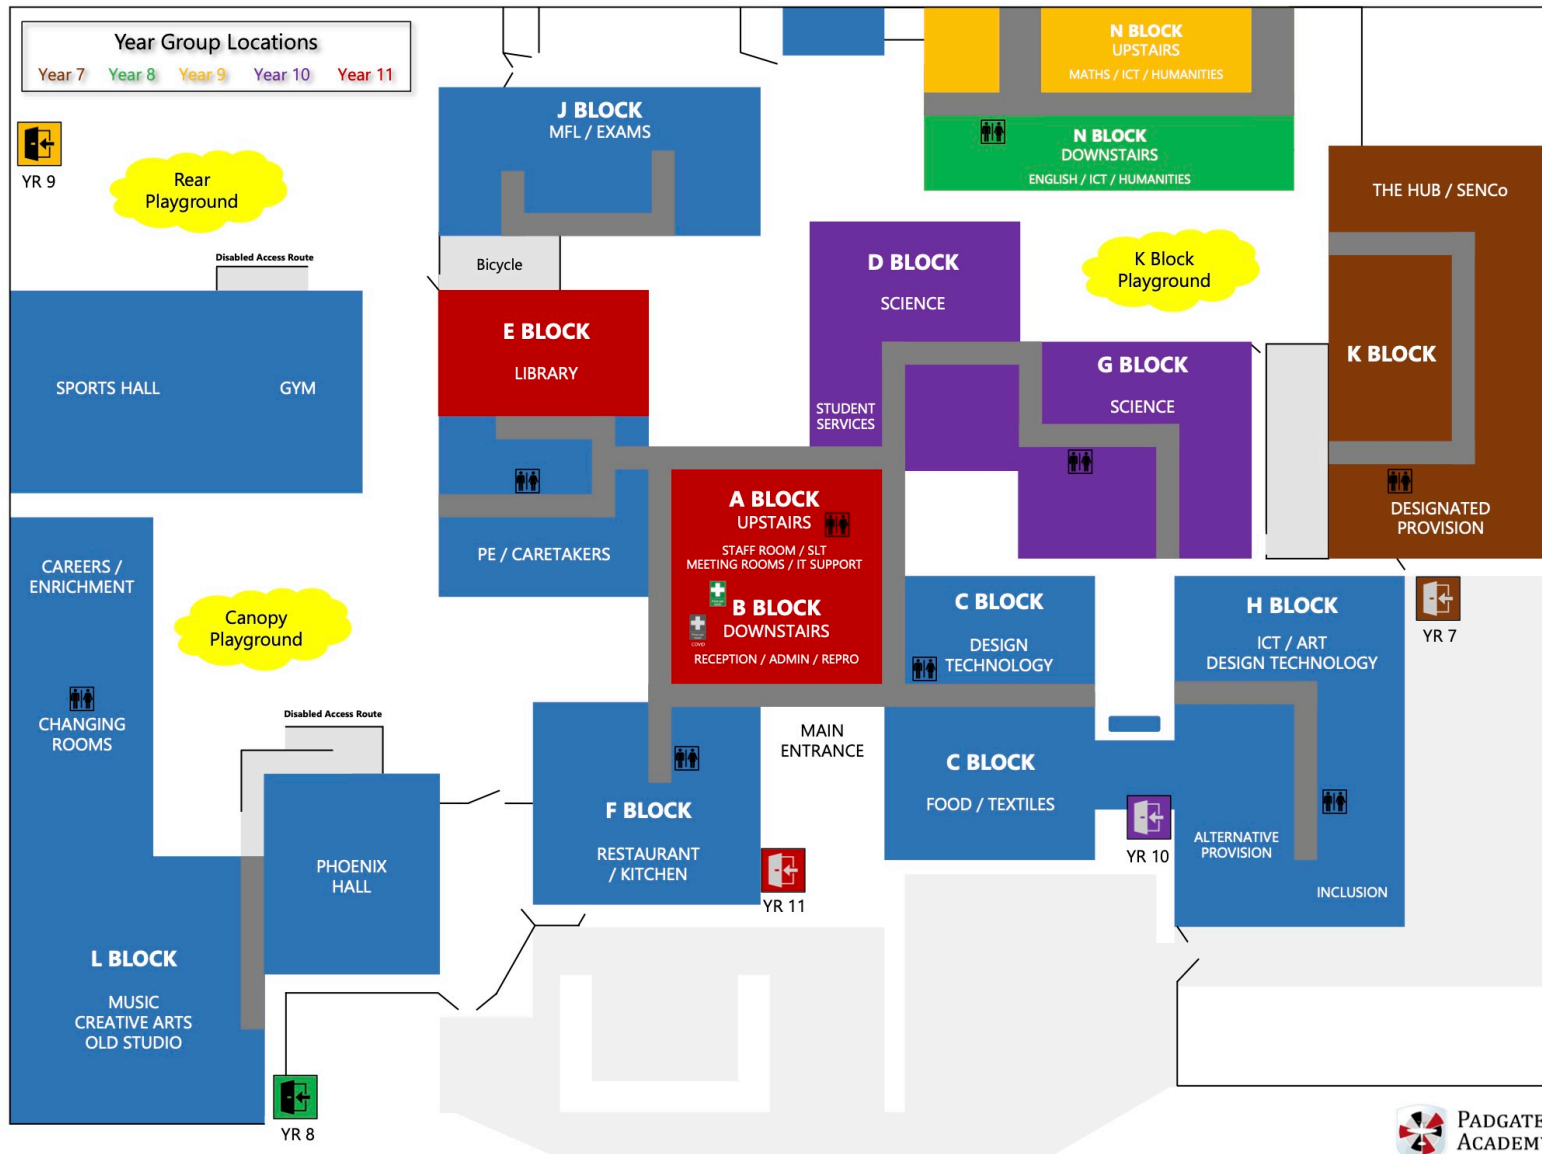 Year Group Locations
Year 7 Year 8 Year 9 Year 10 Year 11
YR 9
Rear
Playground
Disabled Access Route
J BLOCK
MFL / EXAMS
Bicycle
N BLOCK
UPSTAIRS
MATHS / ICT / HUMANITIES
N BLOCK
DOWNSTAIRS
ENGLISH / ICT / HUMANITIES
THE HUB / SENCo
K BLOCK
DESIGNATED
PROVISION
K Block
Playground
D BLOCK
SCIENCE
STUDENT
SERVICES
G BLOCK
SCIENCE
E BLOCK
LIBRARY
SPORTS HALL
GYM
PE / CARETAKERS
A BLOCK
UPSTAIRS
STAFF ROOM / SLT
MEETING ROOMS / IT SUPPORT
B BLOCK
DOWNSTAIRS
RECEPTION / ADMIN / REPRO
COVID
CAREERS /
ENRICHMENT
Canopy
Playground
CHANGING
ROOMS
Disabled Access Route
C BLOCK
DESIGN
TECHNOLOGY
H BLOCK
ICT / ART
DESIGN TECHNOLOGY
YR 7
MAIN
ENTRANCE
C BLOCK
FOOD / TEXTILES
YR 10
ALTERNATIVE
PROVISION
INCLUSION
F BLOCK
RESTAURANT
/ KITCHEN
YR 11
PHOENIX
HALL
L BLOCK
MUSIC
CREATIVE ARTS
OLD STUDIO
YR 8
PADGATE
ACADEMY